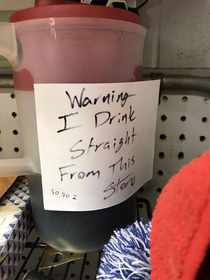 Warning
I Drink
Straight
From This
Store